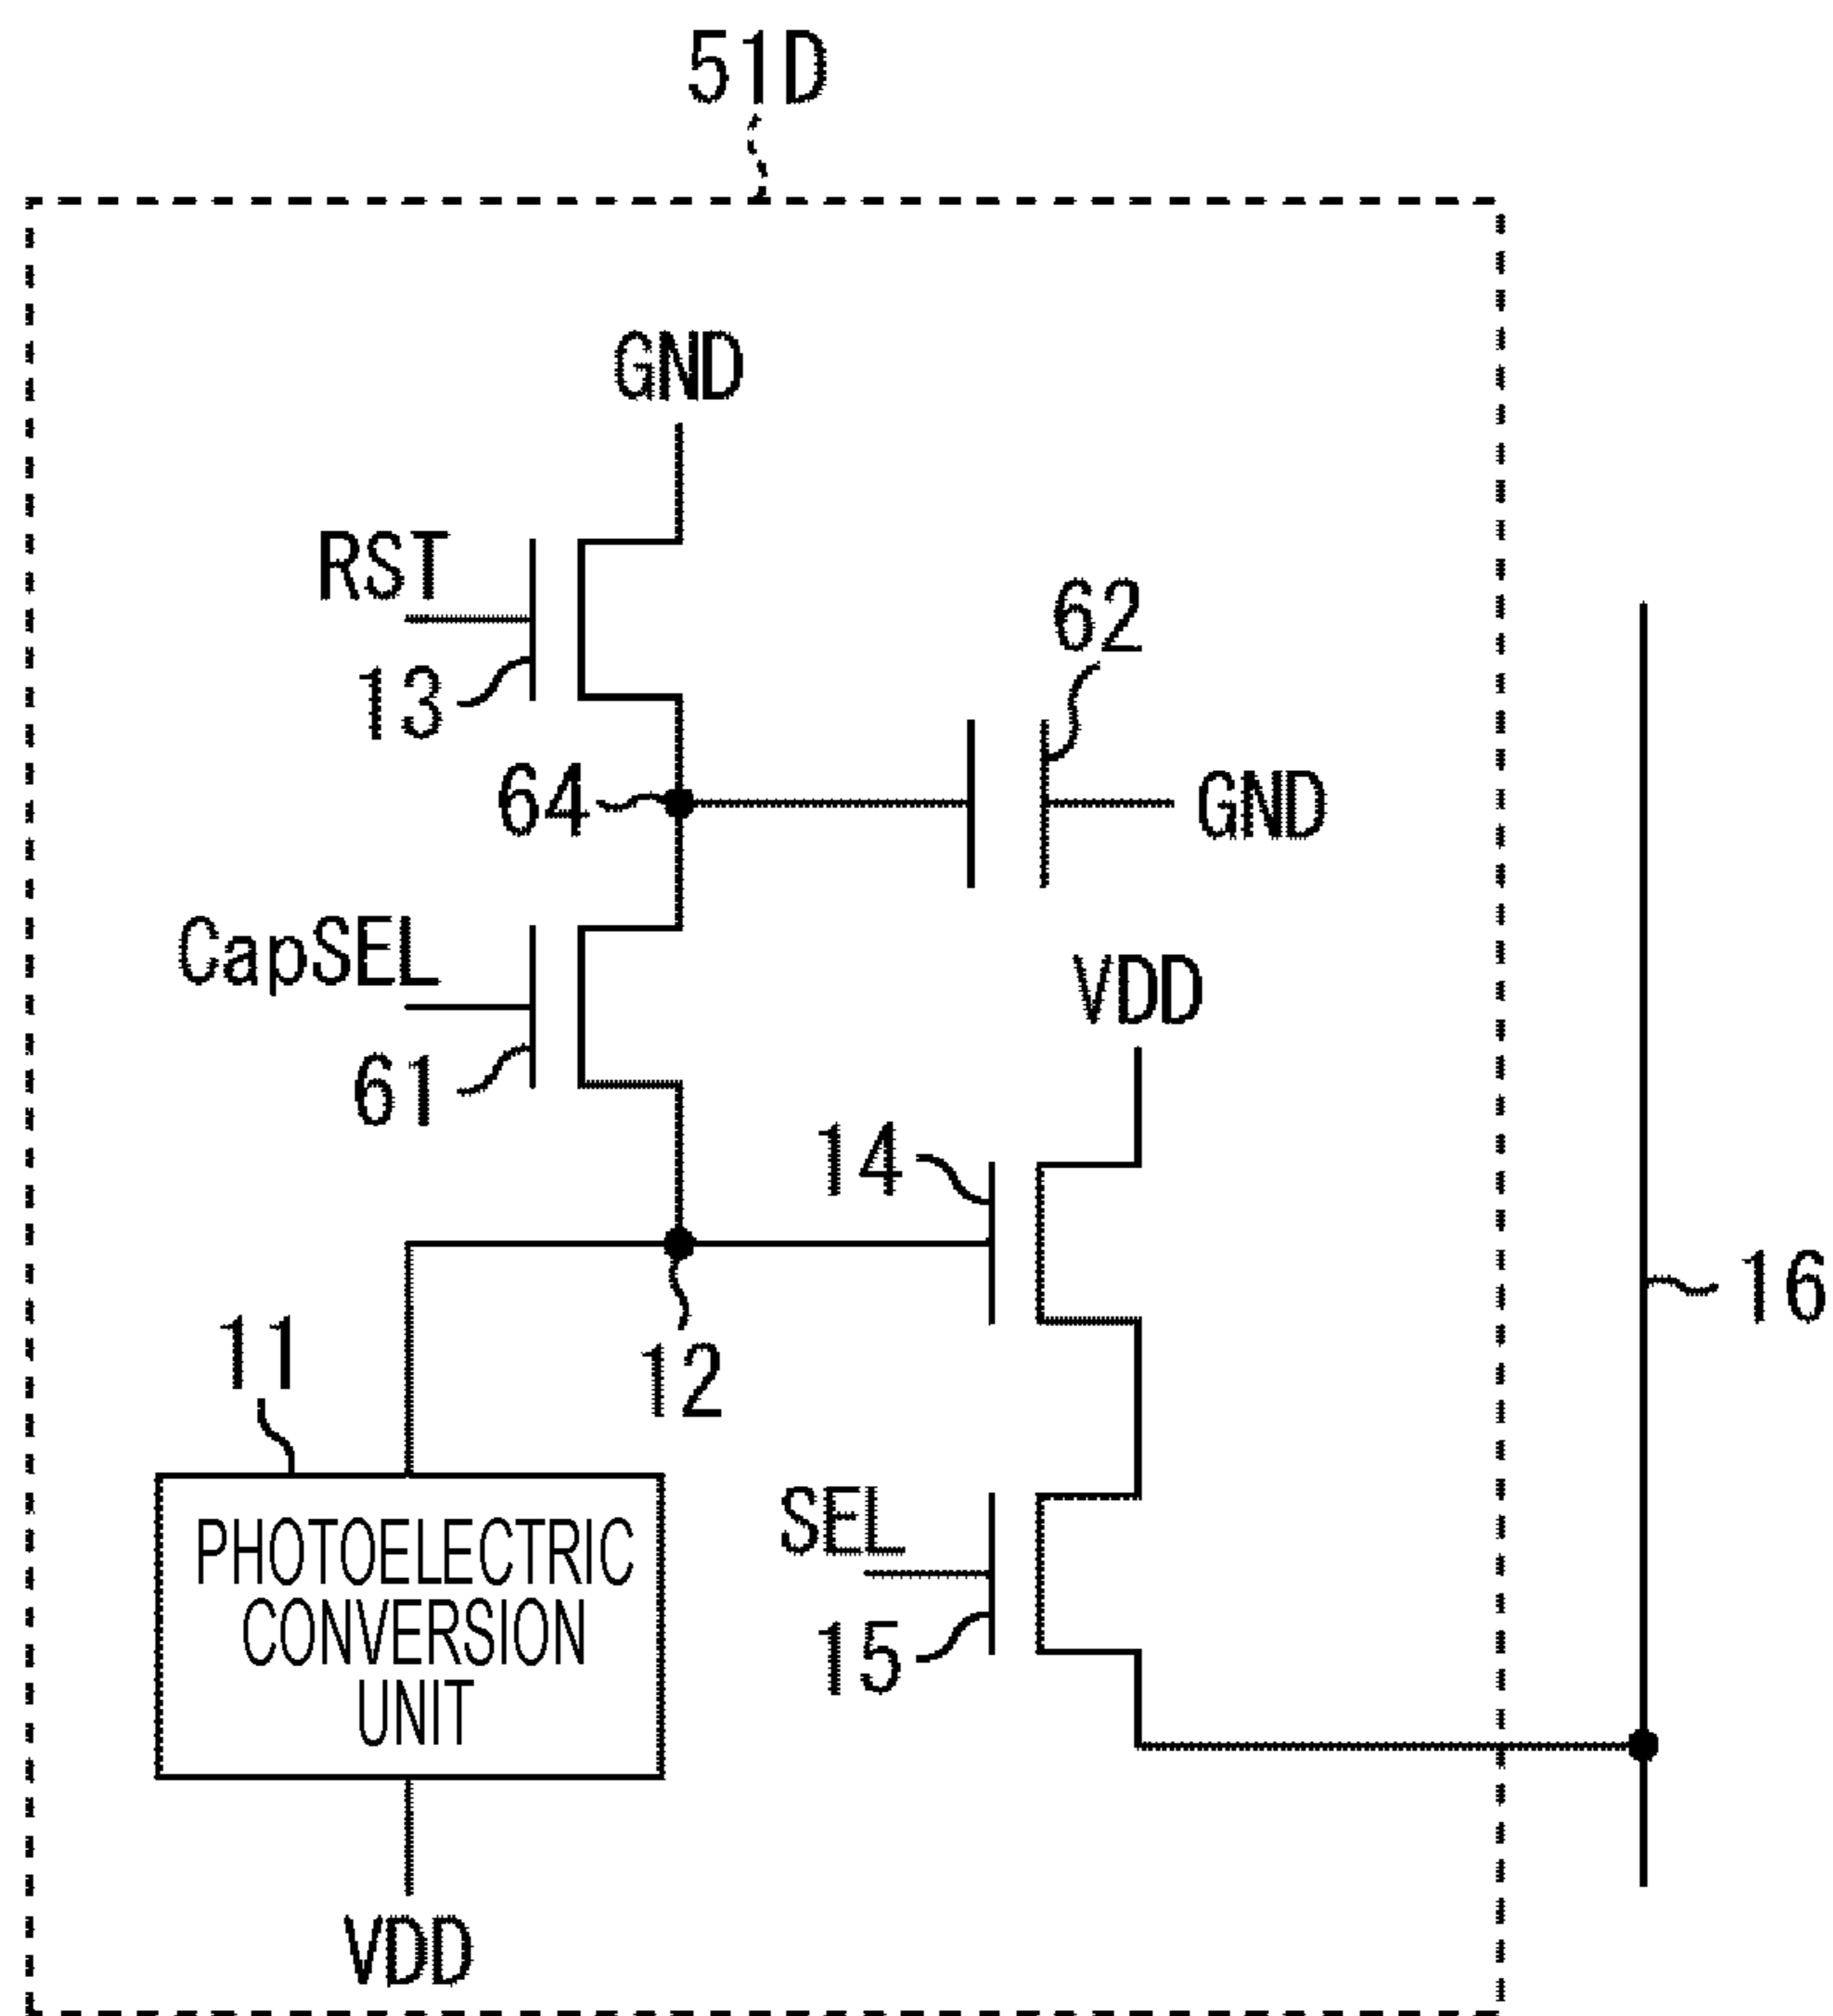 51D
GND
RST
13
62
64
GND
CapSEL
VDD
61
14
16
11
12
PHOTOELECTRIC
CONVERSION
UNIT
SEL
15
VDD